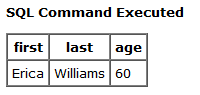 SQL Command Executed
first last age
Erica Williams 60